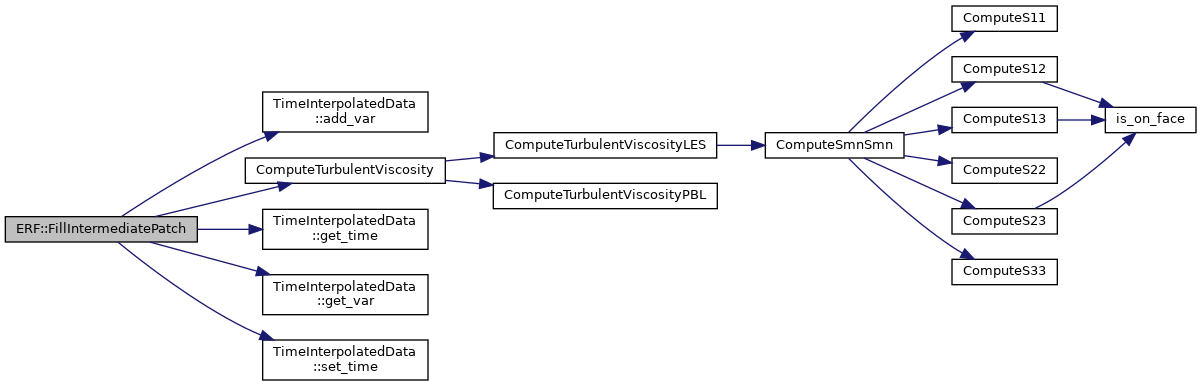 ERF::FillIntermediatePatch
TimeInterpolatedData
::add_var
ComputeTurbulentViscosity
TimeInterpolatedData
::get_time
TimeInterpolatedData
::get_var
TimeInterpolatedData
::set_time
ComputeTurbulentViscosityLES
ComputeTurbulentViscosityPBL
ComputeSmnSmn
ComputeS11
ComputeS12
ComputeS13
ComputeS22
ComputeS23
ComputeS33
is_on_face